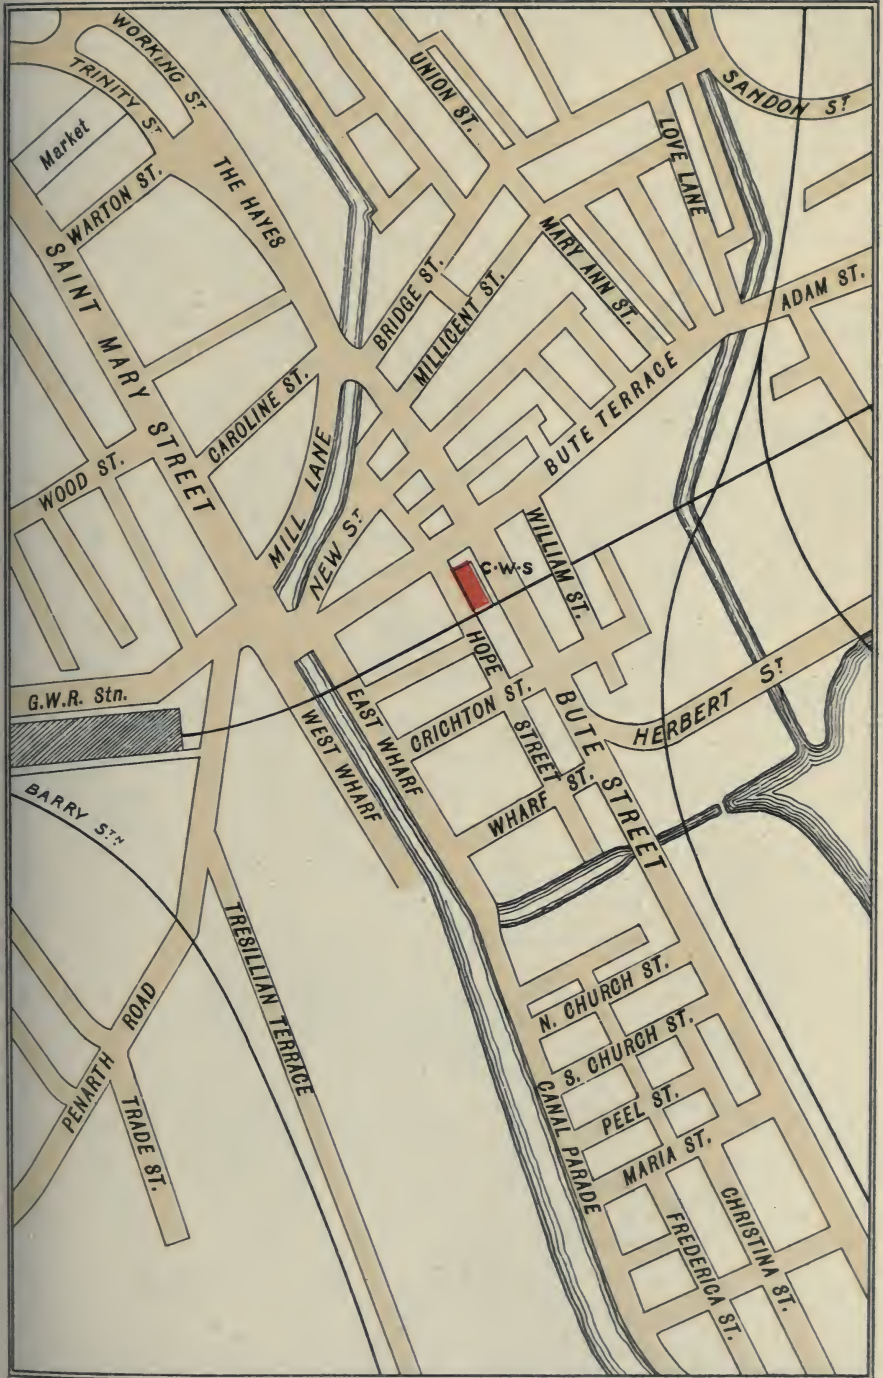 WORKING ST
TRINITY ST
Market
WARTON ST.
THE HAYES
UNION ST.
SANDON ST
LOVE LANE
SAINT MARY STREET
BRIDGE ST.
MILLICENT ST.
MARY ANN ST.
ADAM ST.
CAROLINE ST.
BUTE TERRACE
WOOD ST.
MILL LANE
NEW ST
WILLIAM ST.
C.W.S
HOPE STREET
G.W.R. Stn.
EAST WHARF
WEST WHARF
CRICHTON ST.
BUTE STREET
HERBERT ST
WHARF ST.
BARRY STN
TRESILLIAN TERRACE
PENARTH ROAD
TRADE ST.
N. CHURCH ST.
S. CHURCH ST.
PEEL ST.
CANAL PARADE
MARIA ST.
CHRISTINA ST.
FREDERICA ST.